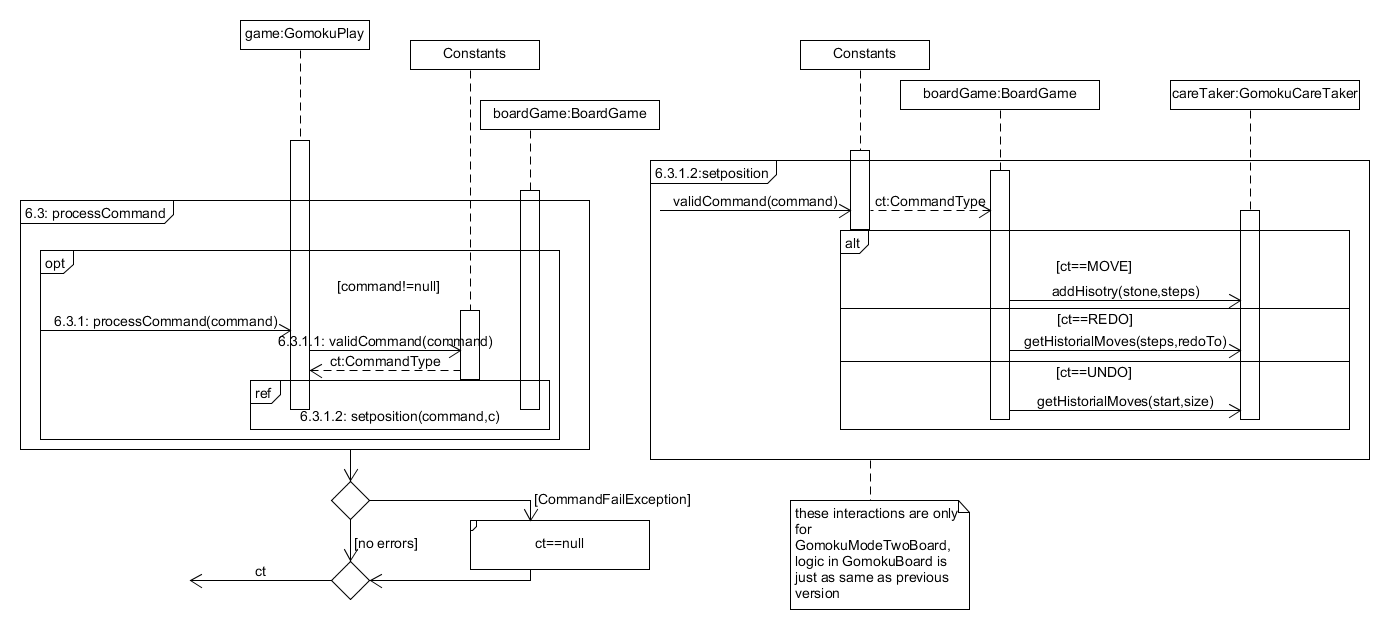 game:GomokuPlay
Constants
boardGame:BoardGame
6.3: processCommand
opt
[command!=null]
6.3.1: processCommand(command)
6.3.1.1: validCommand(command)
ct:CommandType
ref
6.3.1.2: setposition(command,c)
[CommandFailException]
ct==null
[no errors]
ct
Constants
boardGame:BoardGame
careTaker:GomokuCareTaker
6.3.1.2:setposition
validCommand(command)
ct:CommandType
alt
[ct==MOVE]
addHisotry(stone,steps)
[ct==REDO]
getHistorialMoves(steps,redoTo)
[ct==UNDO]
getHistorialMoves(start,size)
these interactions are only
for
GomokuModeTwoBoard,
logic in GomokuBoard is
just as same as previous
version